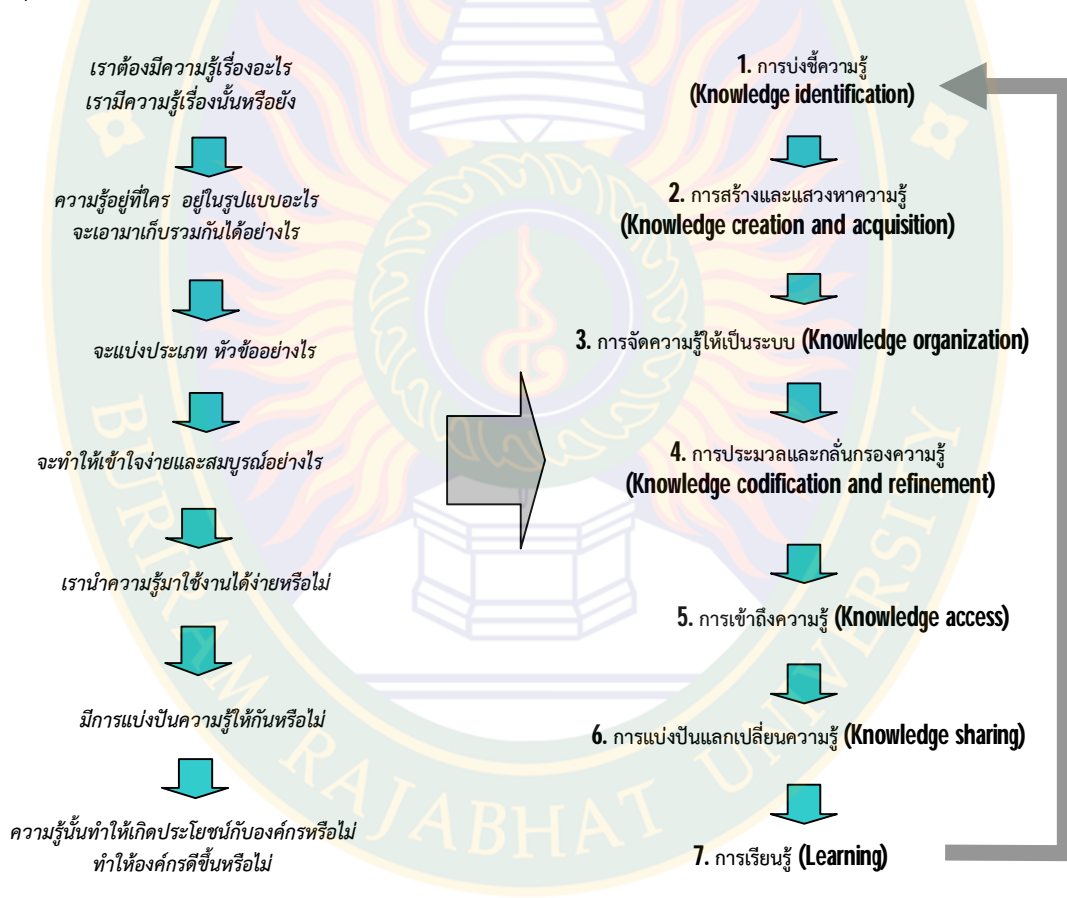 เราต้องมีความรู้เรื่องอะไร
เรามีความรู้เรื่องนั้นหรือยัง
ความรู้อยู่ที่ใคร อยู่ในรูปแบบอะไร
จะเอามาเก็บรวมกันได้อย่างไร
จะแบ่งประเภท หัวข้ออย่างไร
จะทำให้เข้าใจง่ายและสมบูรณ์อย่างไร
เรานำความรู้มาใช้งานได้ง่ายหรือไม่
มีการแบ่งปันความรู้ให้กันหรือไม่
ความรู้นั้นทำให้เกิดประโยชน์กับองค์กรหรือไม่
ทำให้องค์กรดีขึ้นหรือไม่
1. การบ่งชี้ความรู้
(Knowledge identification)
2. การสร้างและแสวงหาความรู้
(Knowledge creation and acquisition)
3. การจัดความรู้ให้เป็นระบบ (Knowledge organization)
4. การประมวลและกลั่นกรองความรู้
(Knowledge codification and refinement)
5. การเข้าถึงความรู้ (Knowledge access)
6. การแบ่งปันแลกเปลี่ยนความรู้ (Knowledge sharing)
7. การเรียนรู้ (Learning)
BURIRAM RAJABHAT UNIVERSIY